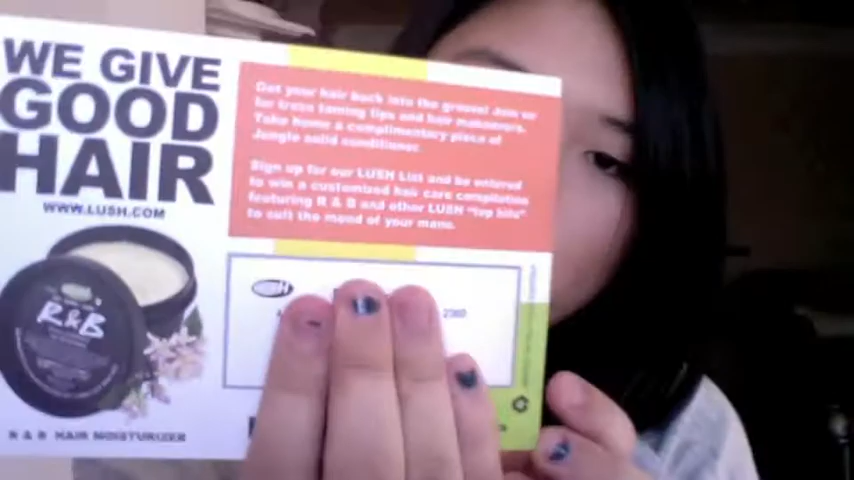 WE GIVE
GOOD
HAIR
WWW.LUSH.COM
R&B
R & B HAIR MOISTURIZER
Get your hair back into the groove! Join us
for tress taming tips and hair makeovers.
Take home a complimentary piece of
Jungle solid conditioner.
Sign up for our LUSH List and be entered
to win a customized hair care compilation
featuring R & B and other LUSH "top hits"
to suit the mood of your mane.
LUSH